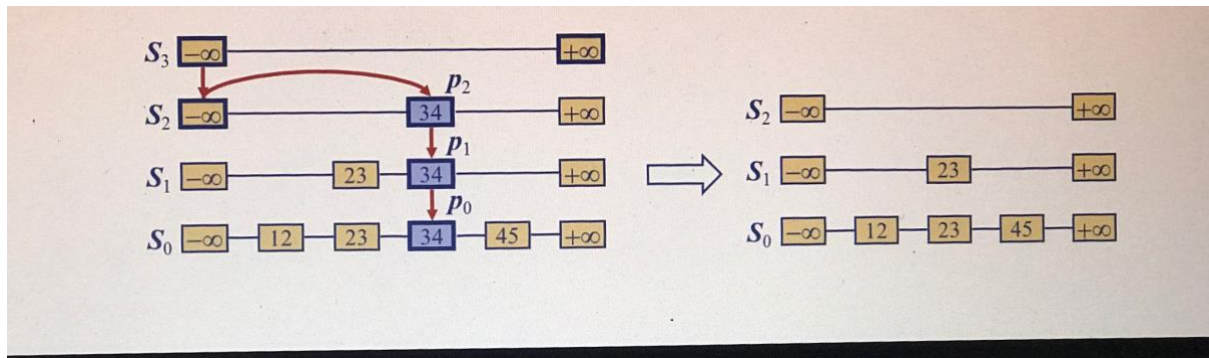 S3 −∞ +∞
p2
S2 −∞ 34 +∞
p1
S1 −∞ 23 34 +∞
p0
S0 −∞ 12 23 34 45 +∞
S2 −∞ +∞
S1 −∞ 23 +∞
S0 −∞ 12 23 45 +∞